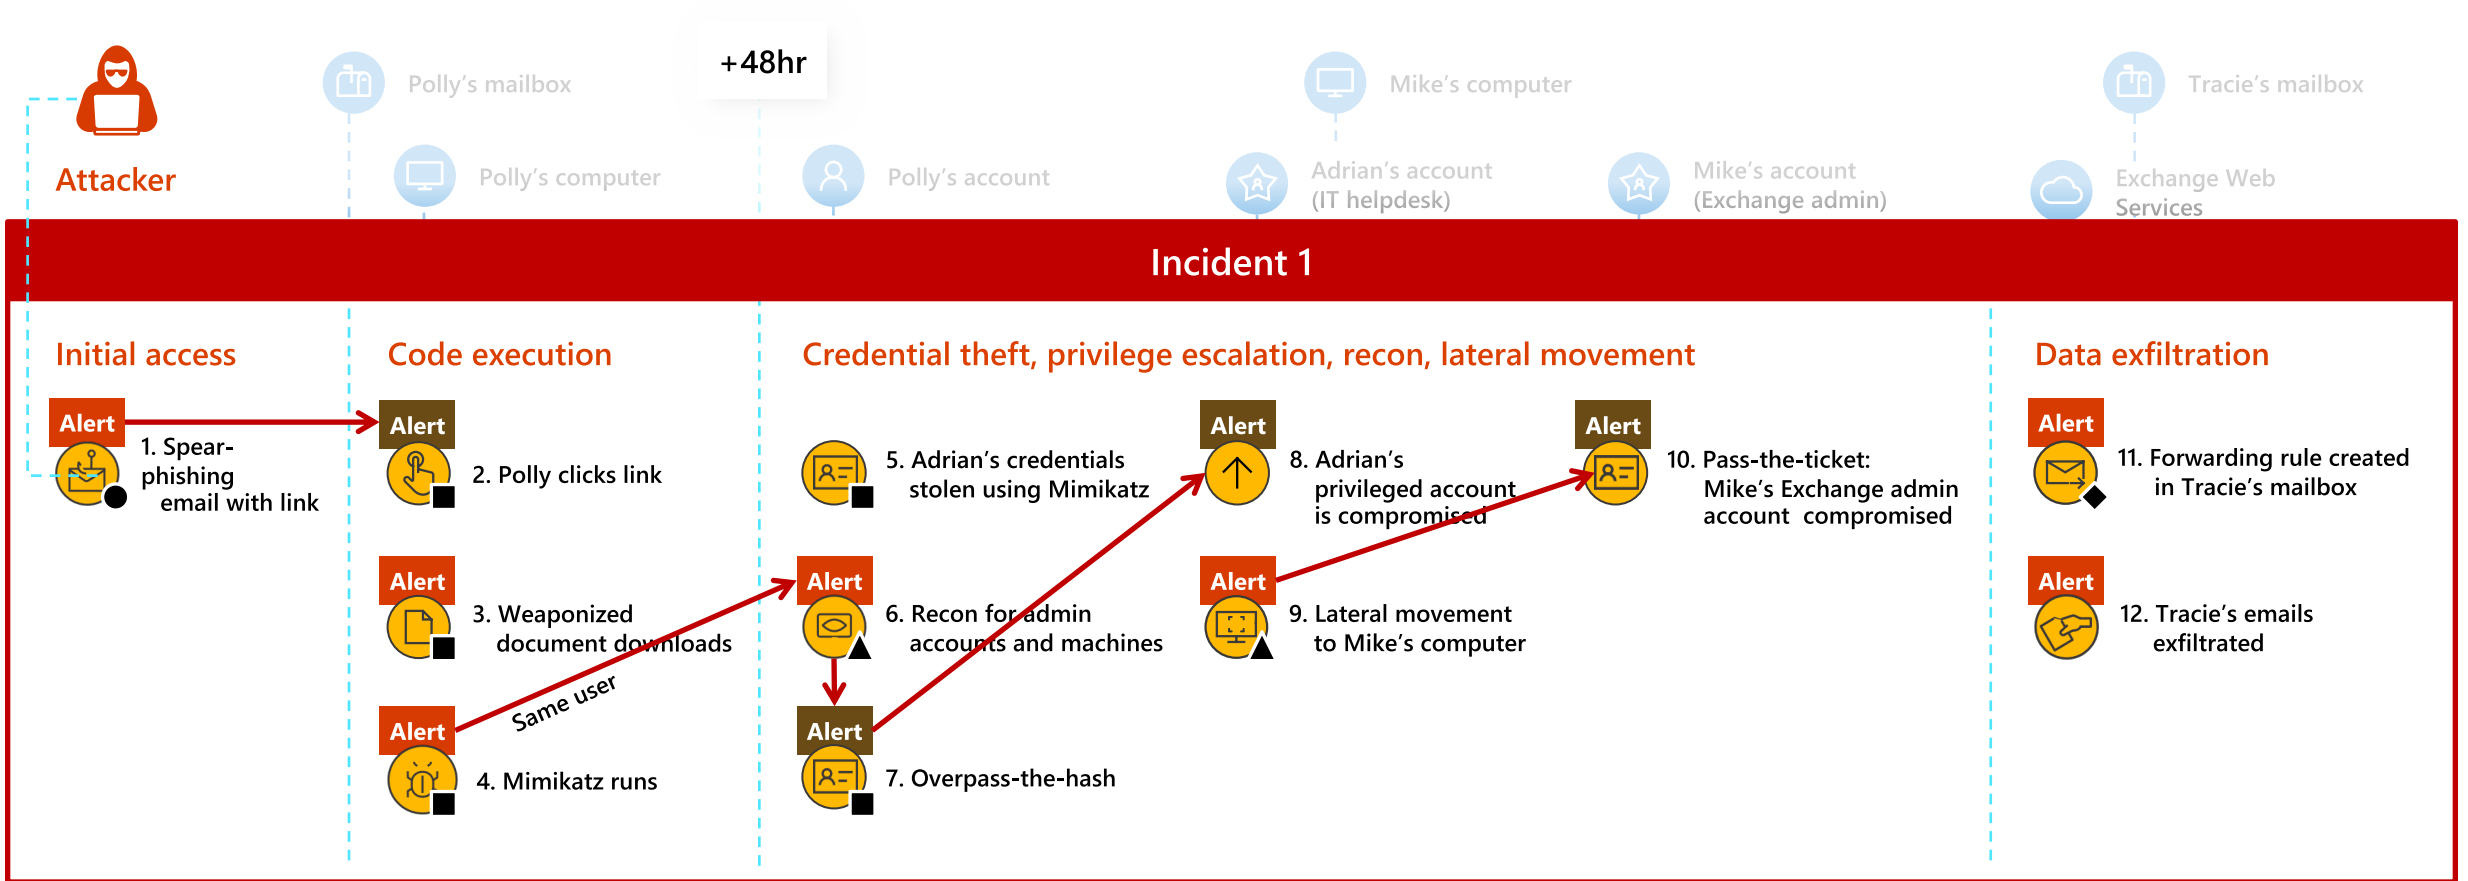 +48hr
Polly's mailbox
Mike's computer
Tracie's mailbox
Attacker
Polly's computer
Polly's account
Adrian's account
(IT helpdesk)
Mike's account
(Exchange admin)
Exchange Web
Services
Incident 1
Initial access
Code execution
Credential theft, privilege escalation, recon, lateral movement
Data exfiltration
Alert
1. Spear-
phishing
email with link
Alert
2. Polly clicks link
Alert
3. Weaponized
document downloads
Alert
4. Mimikatz runs
Same user
5. Adrian's credentials
stolen using Mimikatz
Alert
6. Recon for admin
accounts and machines
Alert
7. Overpass-the-hash
Alert
8. Adrian's
privileged account
is compromised
Alert
9. Lateral movement
to Mike's computer
Alert
10. Pass-the-ticket:
Mike's Exchange admin
account compromised
Alert
11. Forwarding rule created
in Tracie's mailbox
Alert
12. Tracie's emails
exfiltrated